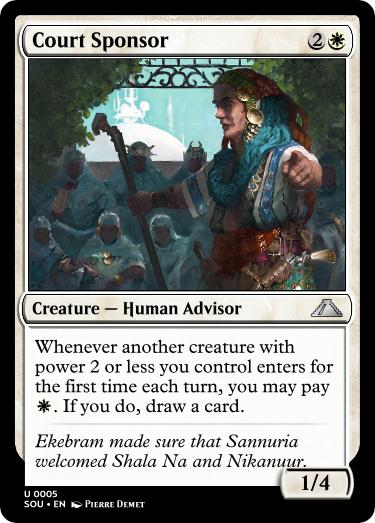 Court Sponsor 2
Creature — Human Advisor
Whenever another creature with
power 2 or less you control enters for
the first time each turn, you may pay
. If you do, draw a card.
Ekebram made sure that Sannuria
welcomed Shala Na and Nikanuur.
1/4
U 0005
SOU • EN Pierre Demet